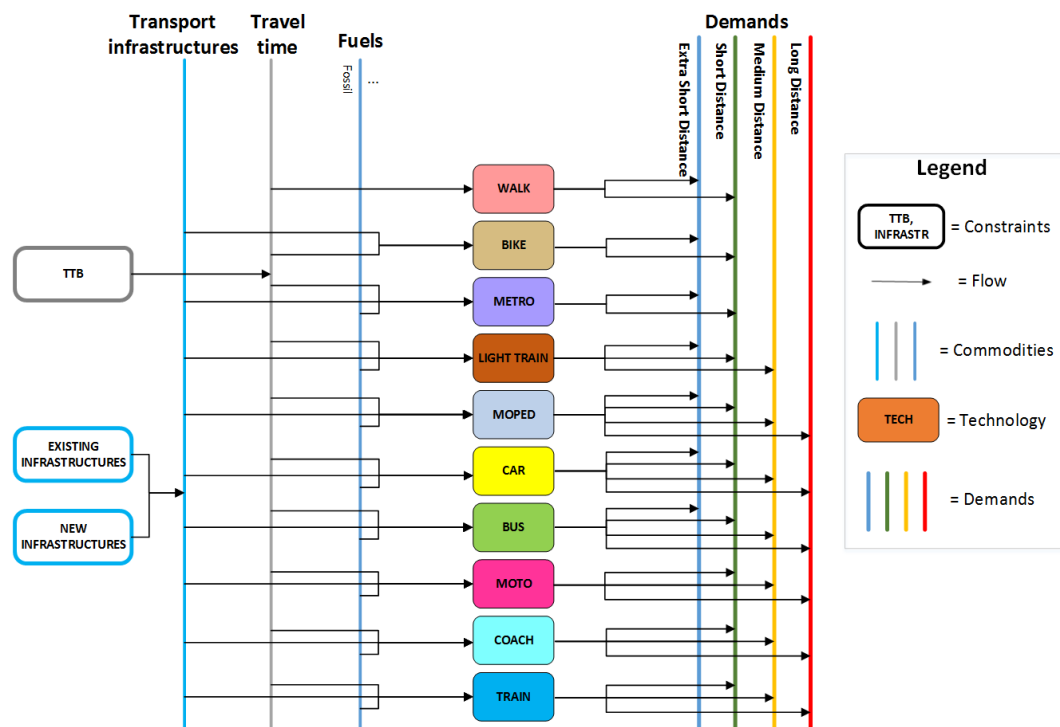 Transport
infrastructures
Travel
time
Fuels
Fossil
...
Demands
Extra Short Distance
Short Distance
Medium Distance
Long Distance
WALK
BIKE
METRO
LIGHT TRAIN
MOPED
CAR
BUS
MOTO
COACH
TRAIN
TTB
EXISTING
INFRASTRUCTURES
NEW
INFRASTRUCTURES
Legend
TTB,
INFRASTR
= Constraints
= Flow
= Commodities
TECH
= Technology
= Demands